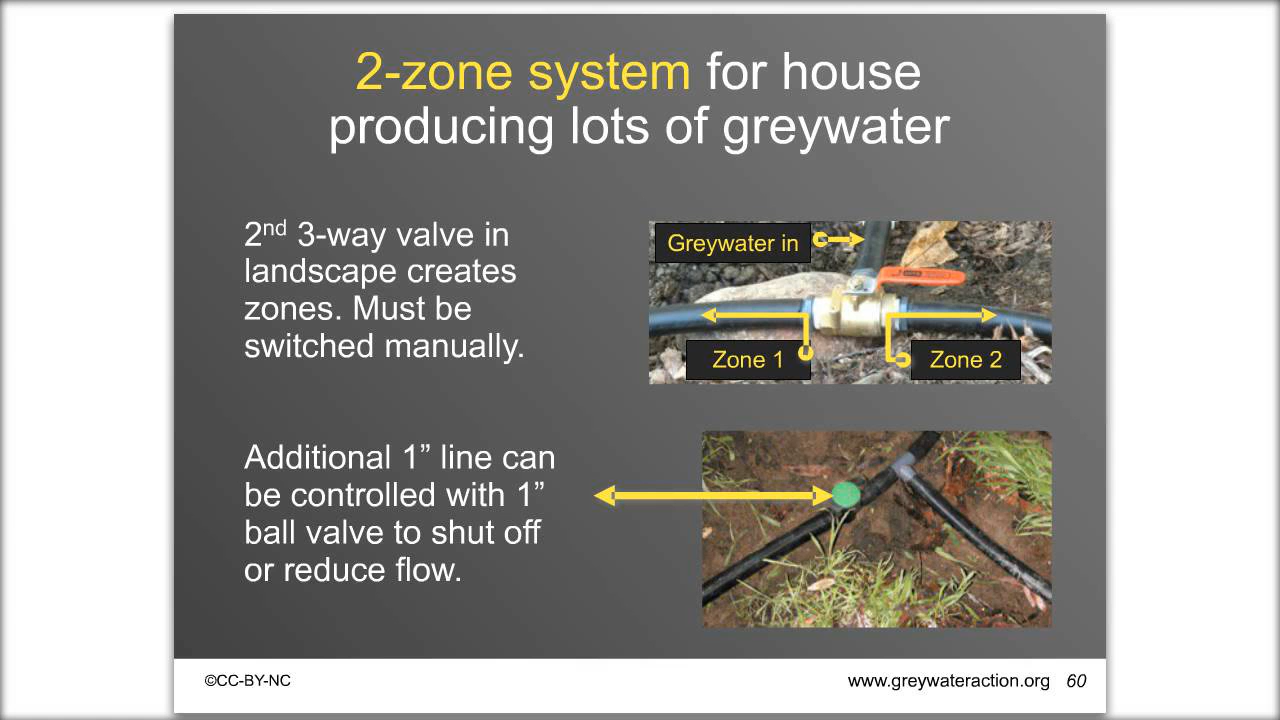 2-zone system for house
producing lots of greywater
2nd 3-way valve in
landscape creates
zones. Must be
switched manually.
Greywater in
Zone 1
Zone 2
Additional 1” line can
be controlled with 1”
ball valve to shut off
or reduce flow.
©CC-BY-NC
www.greywateraction.org 60